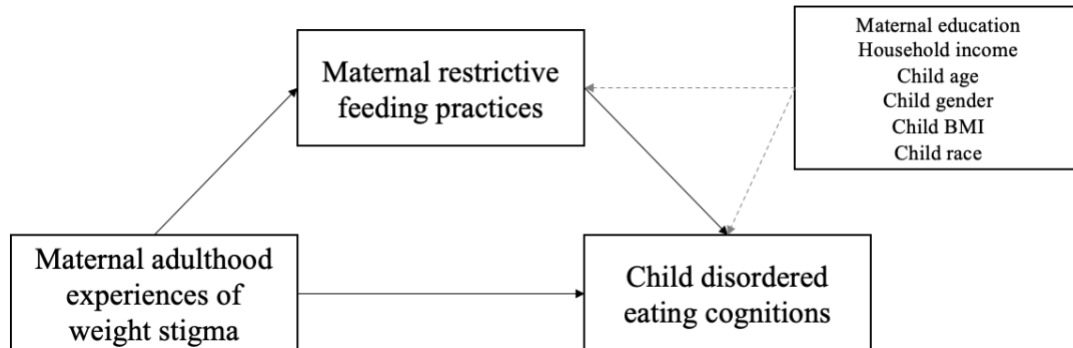 Maternal restrictive
feeding practices
Maternal education
Household income
Child age
Child gender
Child BMI
Child race
Maternal adulthood
experiences of
weight stigma
Child disordered
eating cognitions